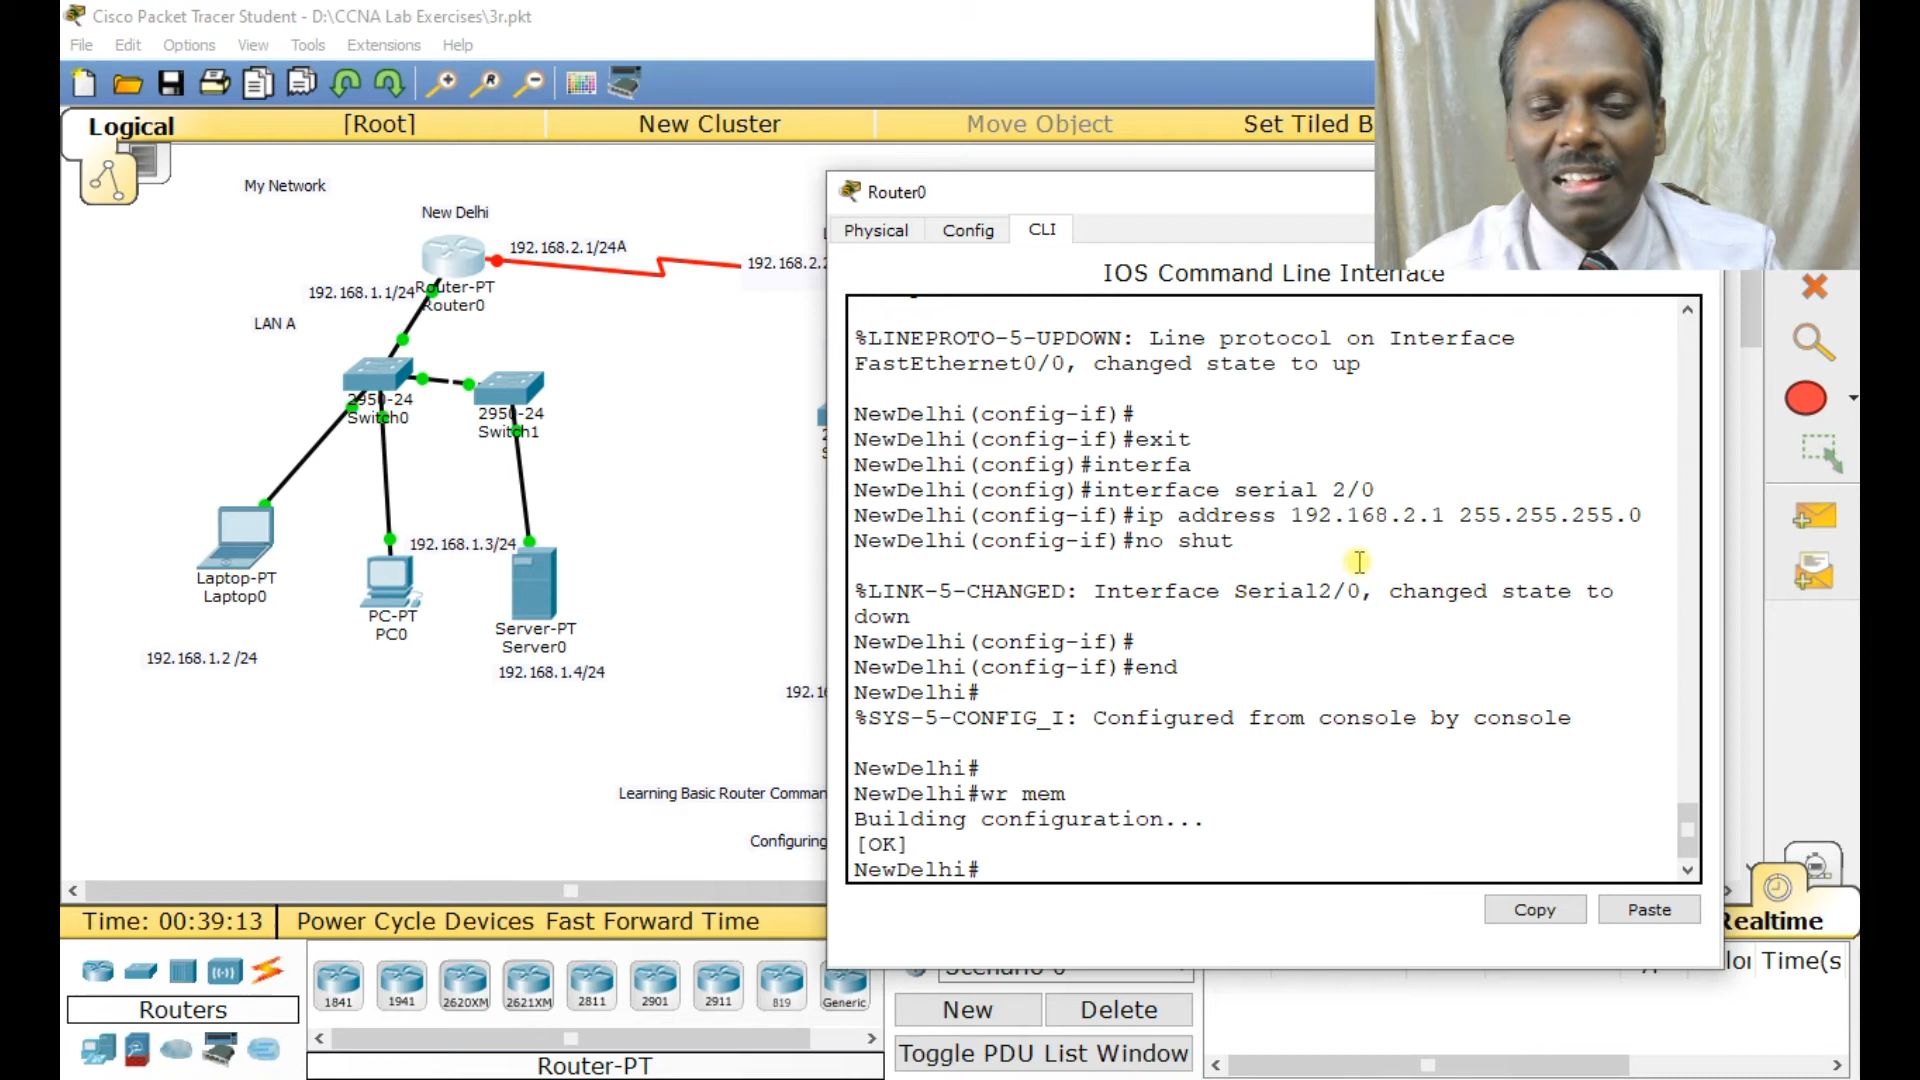 Cisco Packet Tracer Student - D:\CCNA Lab Exercises\3r.pkt
File Edit Options View Tools Extensions Help
Logical [Root] New Cluster Move Object Set Tiled B
My Network
New Delhi
192.168.2.1/24A
192.168.2.2
192.168.1.1/24
Router-PT
Router0
LAN A
2950-24
Switch0
2950-24
Switch1
192.168.1.3/24
Laptop-PT
Laptop0
PC-PT
PC0
Server-PT
Server0
192.168.1.2 /24
192.168.1.4/24
192.16
Learning Basic Router Comman
Configuring
Router0
Physical Config CLI
IOS Command Line Interface
%LINEPROTO-5-UPDOWN: Line protocol on Interface
FastEthernet0/0, changed state to up
NewDelhi(config-if)#
NewDelhi(config-if)#exit
NewDelhi(config)#interfa
NewDelhi(config)#interface serial 2/0
NewDelhi(config-if)#ip address 192.168.2.1 255.255.255.0
NewDelhi(config-if)#no shut
%LINK-5-CHANGED: Interface Serial2/0, changed state to
down
NewDelhi(config-if)#
NewDelhi(config-if)#end
NewDelhi#
%SYS-5-CONFIG_I: Configured from console by console
NewDelhi#
NewDelhi#wr mem
Building configuration...
[OK]
NewDelhi#
Copy Paste
Time: 00:39:13 Power Cycle Devices Fast Forward Time
Realtime
1841 1941 2620XM 2621XM 2811 2901 2911 819 Generic
Routers
Router-PT
Scenario 0
New Delete
Toggle PDU List Window
Time(s